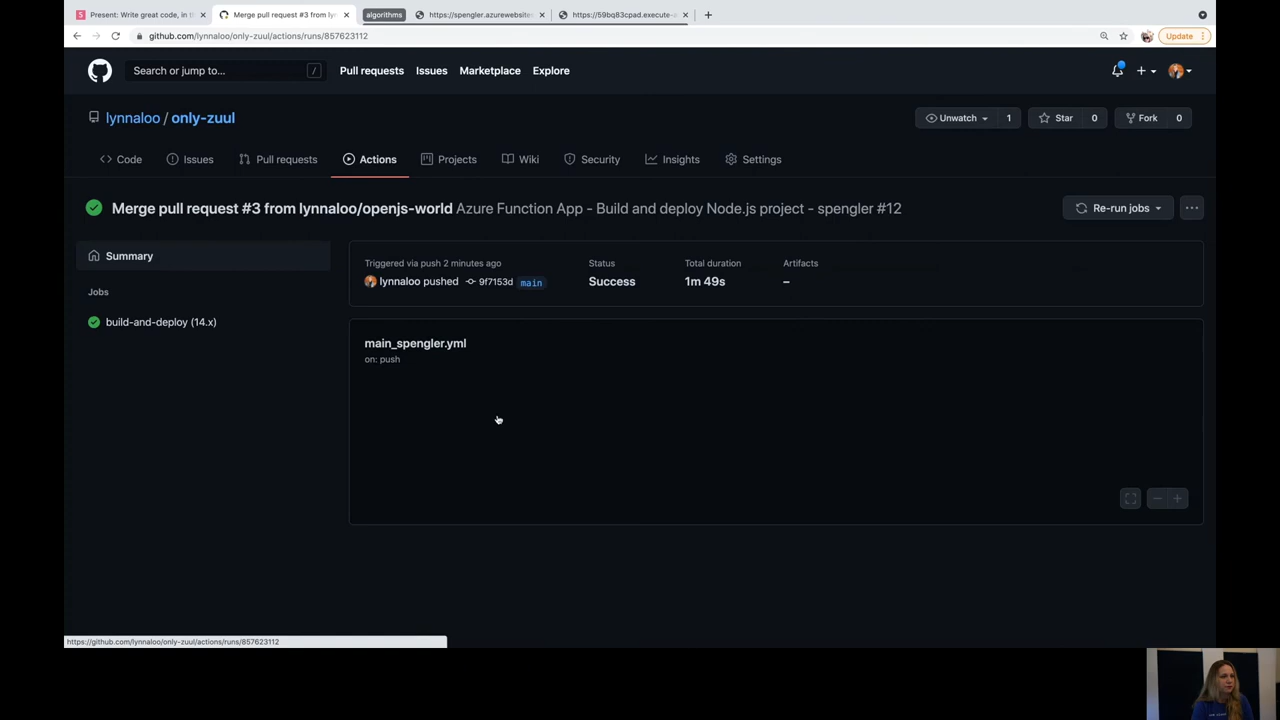 Present: Write great code, in th
Merge pull request #3 from lyn
algorithms
https://spengler.azurewebsite
https://59bq83cpad.execute-a
github.com/lynnaloo/only-zuul/actions/runs/857623112
Update
Search or jump to...
/
Pull requests
Issues
Marketplace
Explore
lynnaloo / only-zuul
Unwatch
1
Star
0
Fork
0
Code
Issues
Pull requests
Actions
Projects
Wiki
Security
Insights
Settings
Merge pull request #3 from lynnaloo/openjs-world Azure Function App - Build and deploy Node.js project - spengler #12
Re-run jobs
Summary
Jobs
build-and-deploy (14.x)
Triggered via push 2 minutes ago
lynnaloo pushed 9f7153d main
Status
Success
Total duration
1m 49s
Artifacts
–
main_spengler.yml
on: push
https://github.com/lynnaloo/only-zuul/actions/runs/857623112